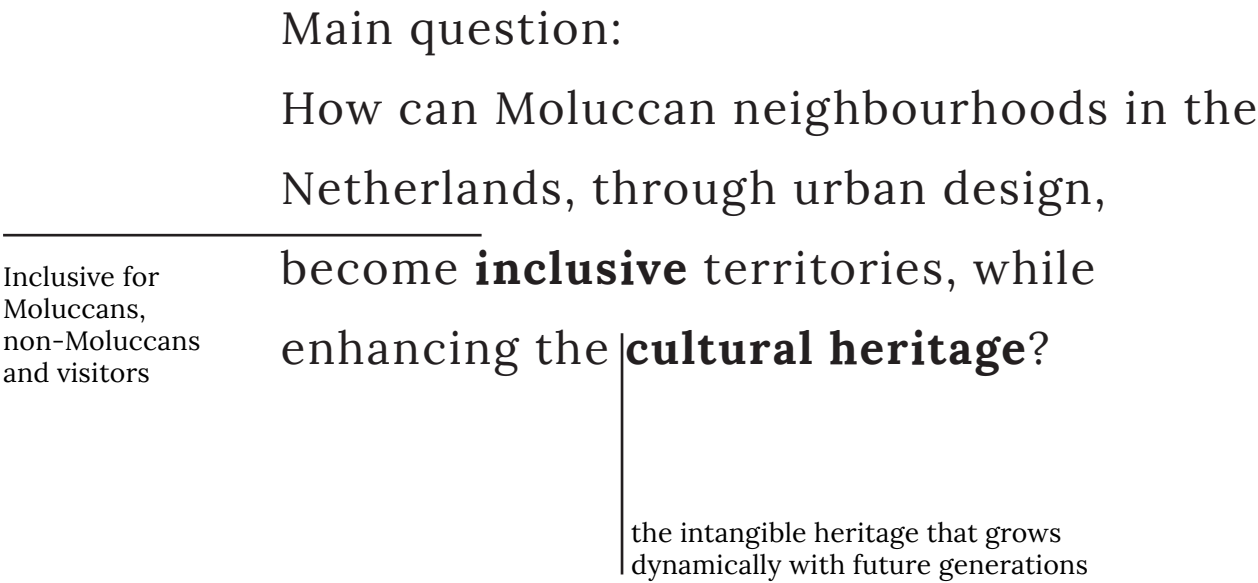 Main question:
How can Moluccan neighbourhoods in the
Netherlands, through urban design,
become inclusive territories, while
enhancing the cultural heritage?
Inclusive for
Moluccans,
non-Moluccans
and visitors
the intangible heritage that grows
dynamically with future generations